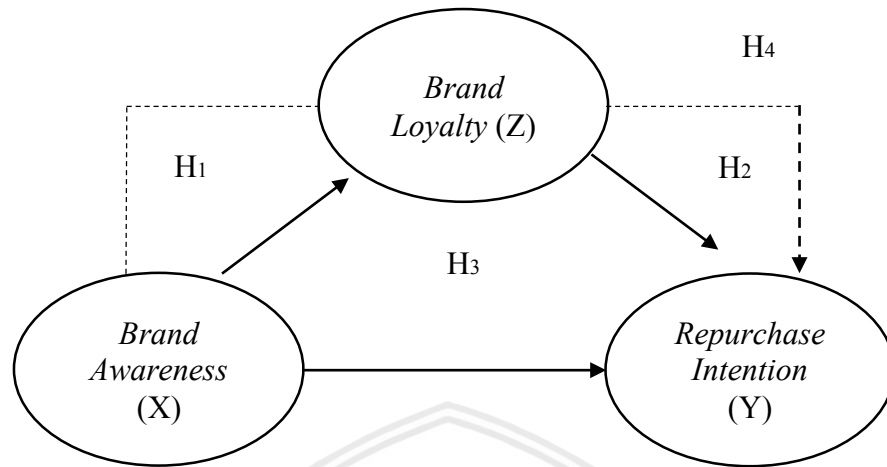 H4
Brand
Loyalty (Z)
H1
H2
H3
Brand
Awareness
(X)
Repurchase
Intention
(Y)